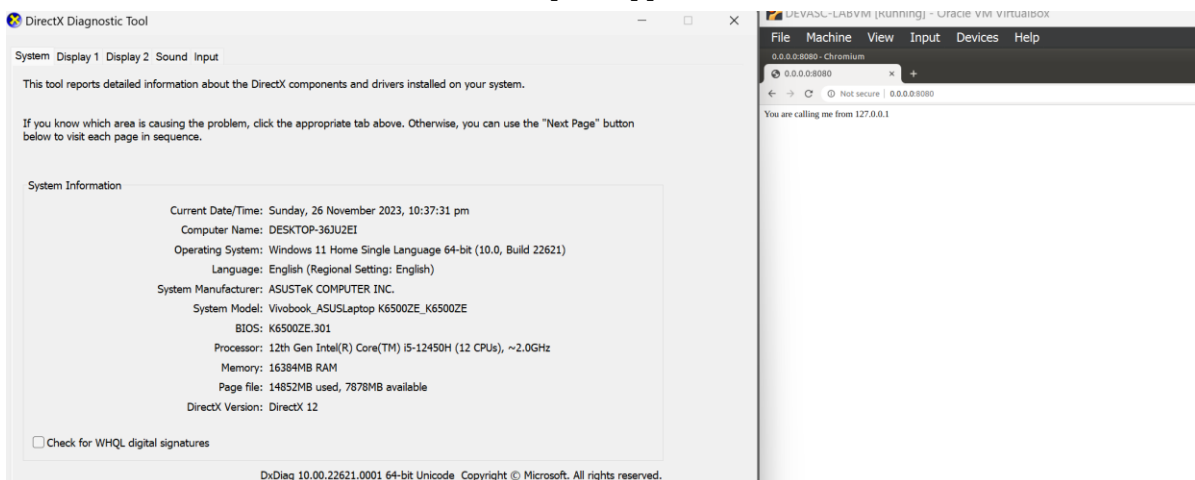 DirectX Diagnostic Tool
System Display 1 Display 2 Sound Input
This tool reports detailed information about the DirectX components and drivers installed on your system.
If you know which area is causing the problem, click the appropriate tab above. Otherwise, you can use the "Next Page" button
below to visit each page in sequence.
System Information
Current Date/Time: Sunday, 26 November 2023, 10:37:31 pm
Computer Name: DESKTOP-36JU2EI
Operating System: Windows 11 Home Single Language 64-bit (10.0, Build 22621)
Language: English (Regional Setting: English)
System Manufacturer: ASUSTeK COMPUTER INC.
System Model: Vivobook_ASUSLaptop K6500ZE_K6500ZE
BIOS: K6500ZE.301
Processor: 12th Gen Intel(R) Core(TM) i5-12450H (12 CPUs), ~2.0GHz
Memory: 16384MB RAM
Page file: 14852MB used, 7878MB available
DirectX Version: DirectX 12
Check for WHQL digital signatures
DxDiag 10.00.22621.0001 64-bit Unicode Copyright © Microsoft. All rights reserved.
DEVASC-LABVM [Running] - Oracle VM VirtualBox
File Machine View Input Devices Help
0.0.0.0:8080 - Chromium
0.0.0.0:8080
Not secure | 0.0.0.0:8080
You are calling me from 127.0.0.1